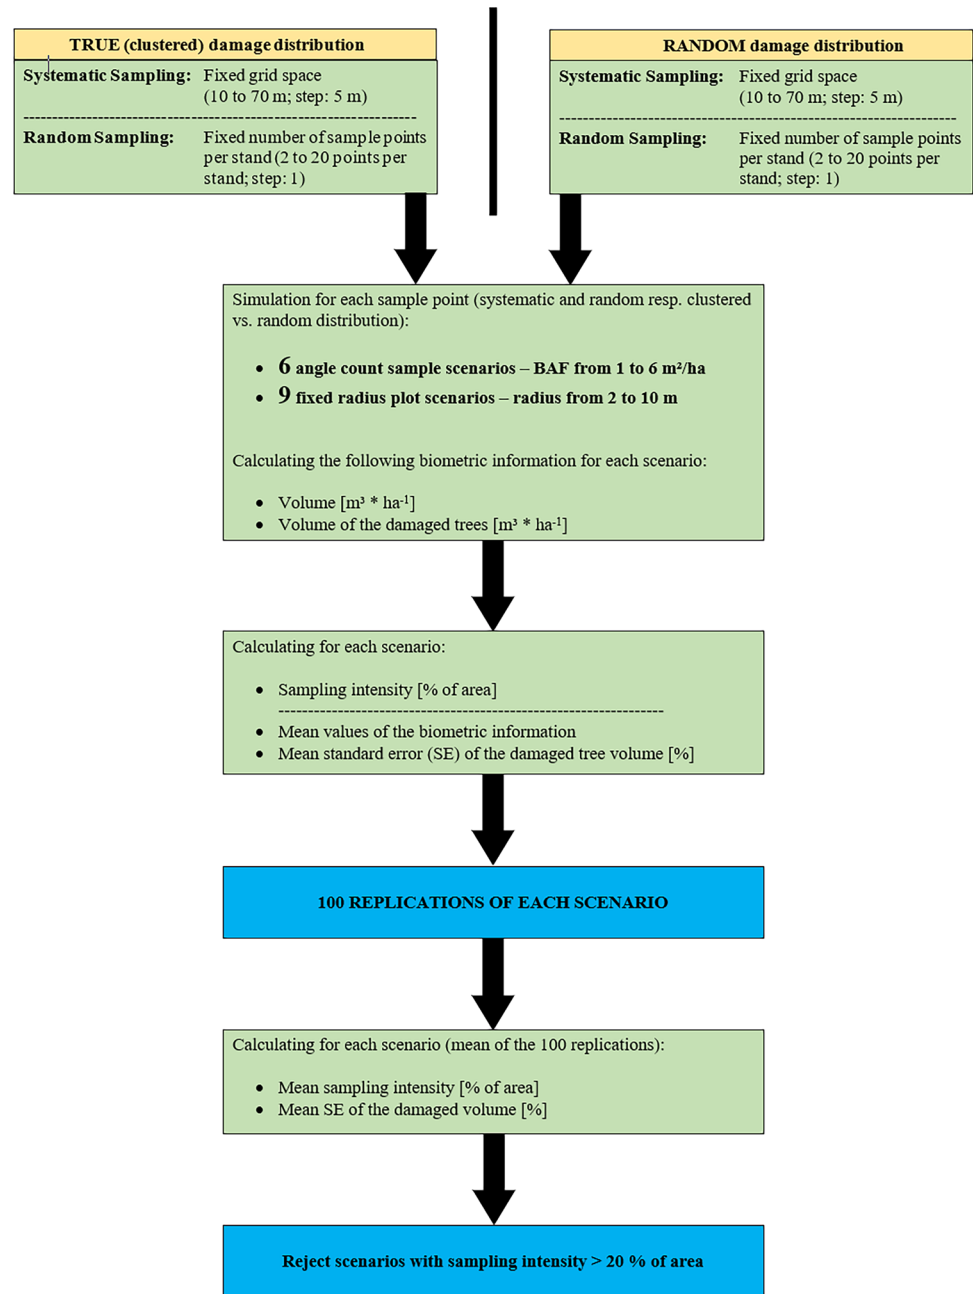 TRUE (clustered) damage distribution
Systematic Sampling: Fixed grid space
(10 to 70 m; step: 5 m)
------------------------------------------------------------------
Random Sampling: Fixed number of sample points
per stand (2 to 20 points per
stand; step: 1)
RANDOM damage distribution
Systematic Sampling: Fixed grid space
(10 to 70 m; step: 5 m)
------------------------------------------------------------------
Random Sampling: Fixed number of sample points
per stand (2 to 20 points per
stand; step: 1)
Simulation for each sample point (systematic and random resp. clustered
vs. random distribution):
• 6 angle count sample scenarios – BAF from 1 to 6 m²/ha
• 9 fixed radius plot scenarios – radius from 2 to 10 m
Calculating the following biometric information for each scenario:
• Volume [m³ * ha⁻¹]
• Volume of the damaged trees [m³ * ha⁻¹]
Calculating for each scenario:
• Sampling intensity [% of area]
----------------------------------------------------------------
• Mean values of the biometric information
• Mean standard error (SE) of the damaged tree volume [%]
100 REPLICATIONS OF EACH SCENARIO
Calculating for each scenario (mean of the 100 replications):
• Mean sampling intensity [% of area]
• Mean SE of the damaged volume [%]
Reject scenarios with sampling intensity > 20 % of area